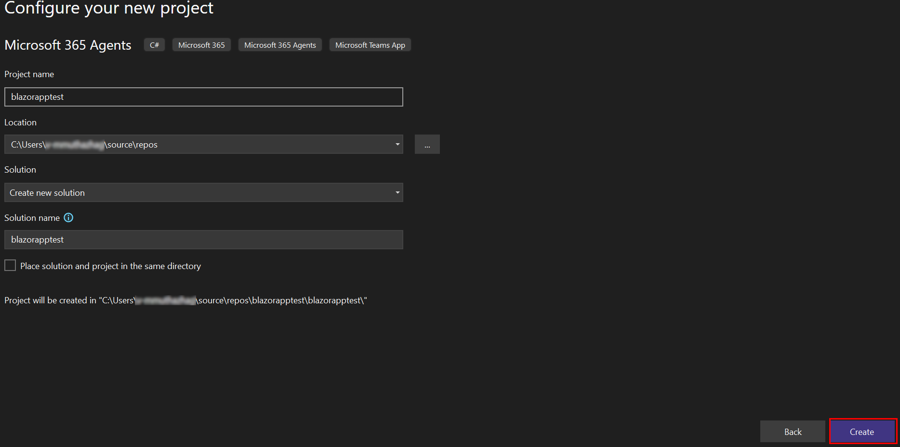 Configure your new project
Microsoft 365 Agents C# Microsoft 365 Microsoft 365 Agents Microsoft Teams App
Project name
blazorapptest
Location
C:\Users\ \source\repos
...
Solution
Create new solution
Solution name
blazorapptest
Place solution and project in the same directory
Project will be created in "C:\Users\ \source\repos\blazorapptest\blazorapptest\"
Back Create